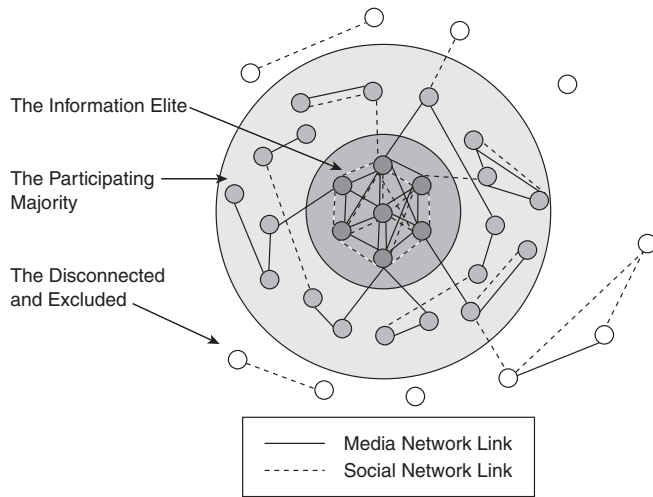 The Information Elite
The Participating
Majority
The Disconnected
and Excluded
Media Network Link
Social Network Link